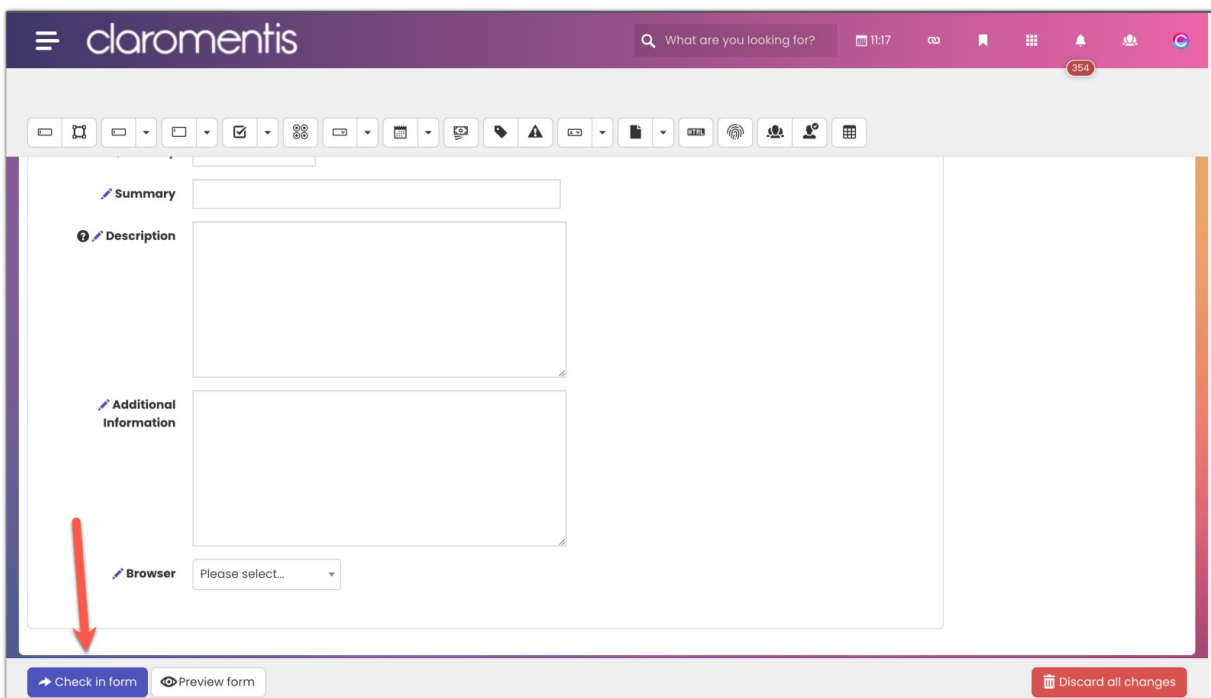 claromentis
What are you looking for?
11:17
354
HTML
Summary
Description
Additional
Information
Browser
Please select...
Check in form
Preview form
Discard all changes